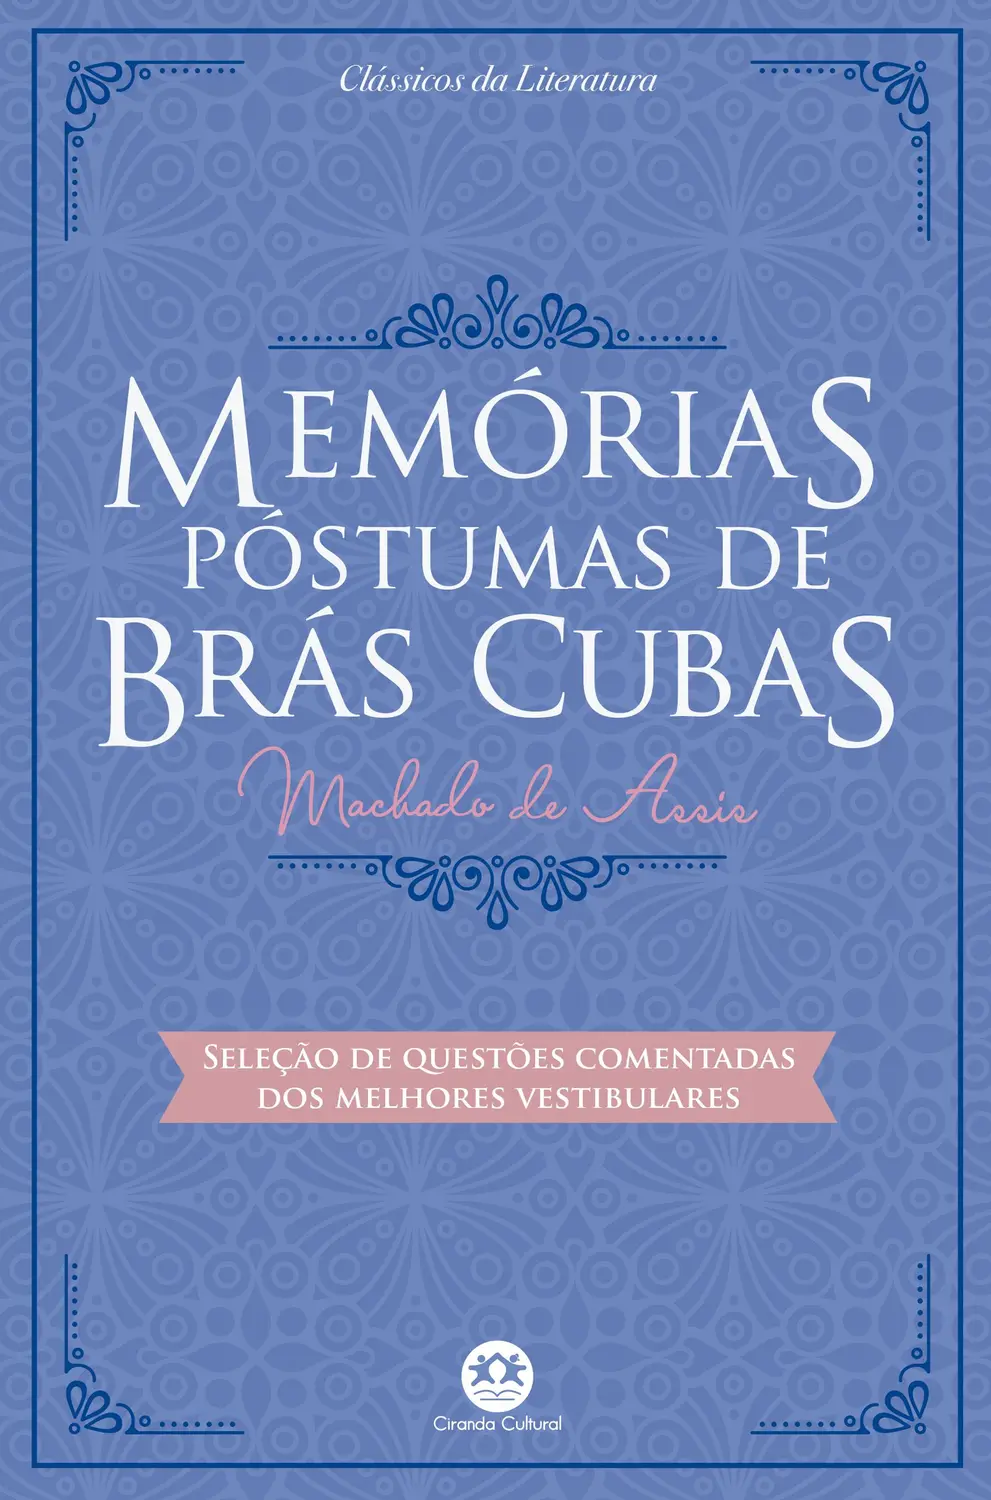 Clássicos da Literatura
Memórias
póstumas de
Brás Cubas
Machado de Assis
Seleção de questões comentadas
dos melhores vestibulares
Ciranda Cultural